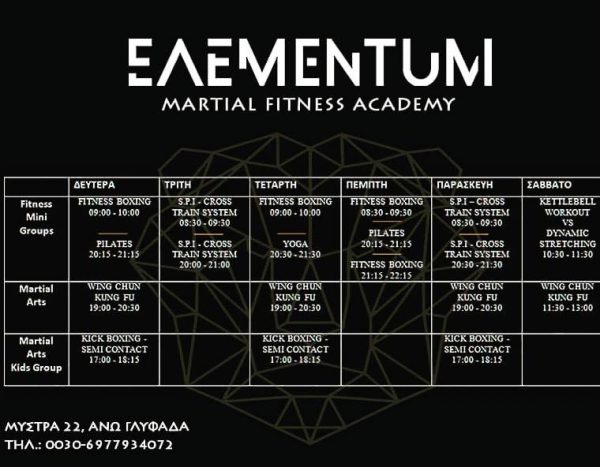 ΕΛΕΜΕΝTUM
MARTIAL FITNESS ACADEMY
ΔΕΥΤΕΡΑ ΤΡΙΤΗ ΤΕΤΑΡΤΗ ΠΕΜΠΤΗ ΠΑΡΑΣΚΕΥΗ ΣΑΒΒΑΤΟ
Fitness
Mini
Groups
FITNESS BOXING
09:00 - 10:00
PILATES
20:15 - 21:15
S.P.I - CROSS
TRAIN SYSTEM
08:30 - 09:30
S.P.I - CROSS
TRAIN SYSTEM
20:00 - 21:00
FITNESS BOXING
09:00 - 10:00
YOGA
20:30 - 21:30
FITNESS BOXING
08:30 - 09:30
PILATES
20:15 - 21:15
FITNESS BOXING
21:15 - 22:15
S.P.I – CROSS
TRAIN SYSTEM
08:30 - 09:30
S.P.I - CROSS
TRAIN SYSTEM
20:30 - 21:30
KETTLEBELL
WORKOUT
VS
DYNAMIC
STRETCHING
10:30 - 11:30
Martial
Arts
WING CHUN
KUNG FU
19:00 - 20:30
WING CHUN
KUNG FU
19:00 - 20:30
WING CHUN
KUNG FU
19:00 - 20:30
WING CHUN
KUNG FU
11:30 - 13:00
Martial
Arts
Kids Group
KICK BOXING -
SEMI CONTACT
17:00 - 18:15
KICK BOXING -
SEMI CONTACT
17:00 - 18:15
KICK BOXING -
SEMI CONTACT
17:00 - 18:15
ΜΥΣΤΡΑ 22, ΑΝΩ ΓΛΥΦΑΔΑ
ΤΗΛ.: 0030-6977934072